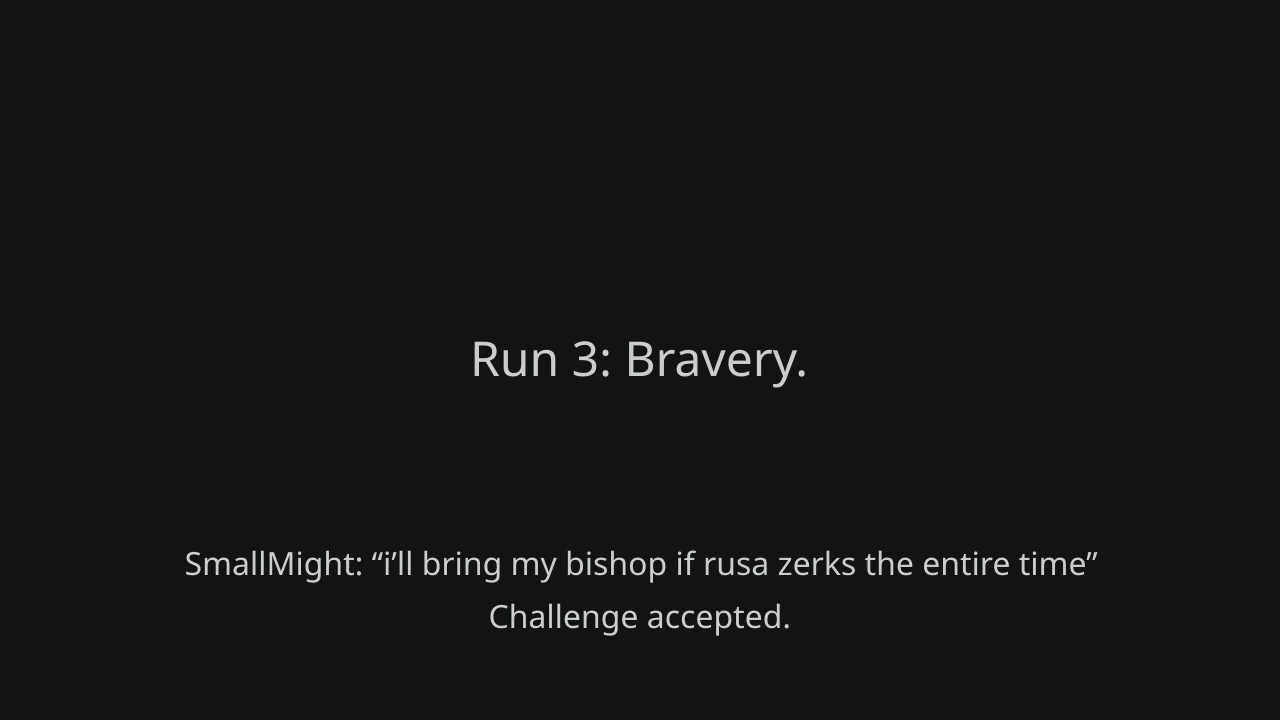 Run 3: Bravery.
SmallMight: “i’ll bring my bishop if rusa zerks the entire time”
Challenge accepted.